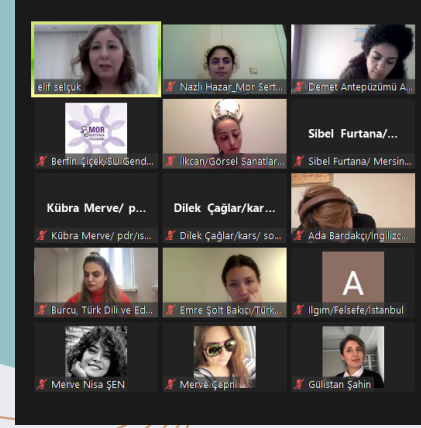 elif selçuk
Nazlı Hazar_Mor Sert...
Demet Antepüzümü A...
MOR
Berfin Çiçek/SU Gend...
İlkcan/Görsel Sanatlar...
Sibel Furtana/...
Sibel Furtana/ Mersin...
Kübra Merve/ p...
Kübra Merve/ pdr/ıs...
Dilek Çağlar/kar...
Dilek Çağlar/kars/ so...
Ada Bardakçı/İngilizc...
Burcu, Türk Dili ve Ed...
Emre Şolt Bakıcı/Türk...
A
Ilgım/Felsefe/İstanbul
Merve Nisa ŞEN
Merve Çepni
Gülistan Şahin